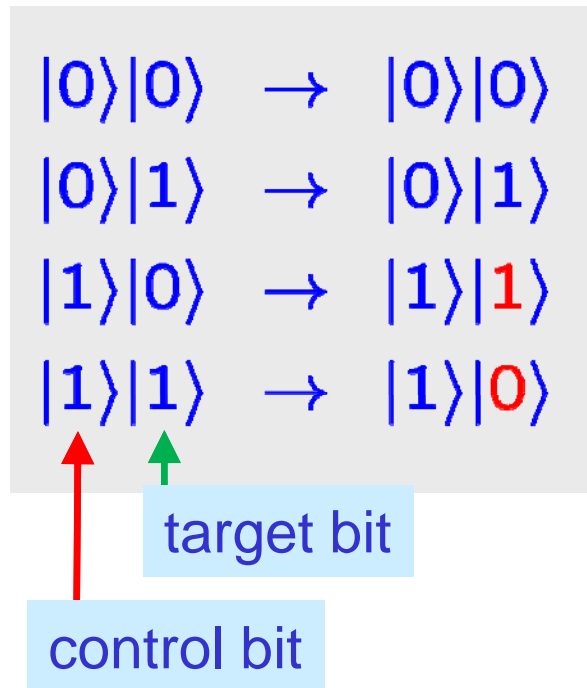 |0⟩|0⟩ → |0⟩|0⟩
|0⟩|1⟩ → |0⟩|1⟩
|1⟩|0⟩ → |1⟩|1⟩
|1⟩|1⟩ → |1⟩|0⟩
target bit
control bit